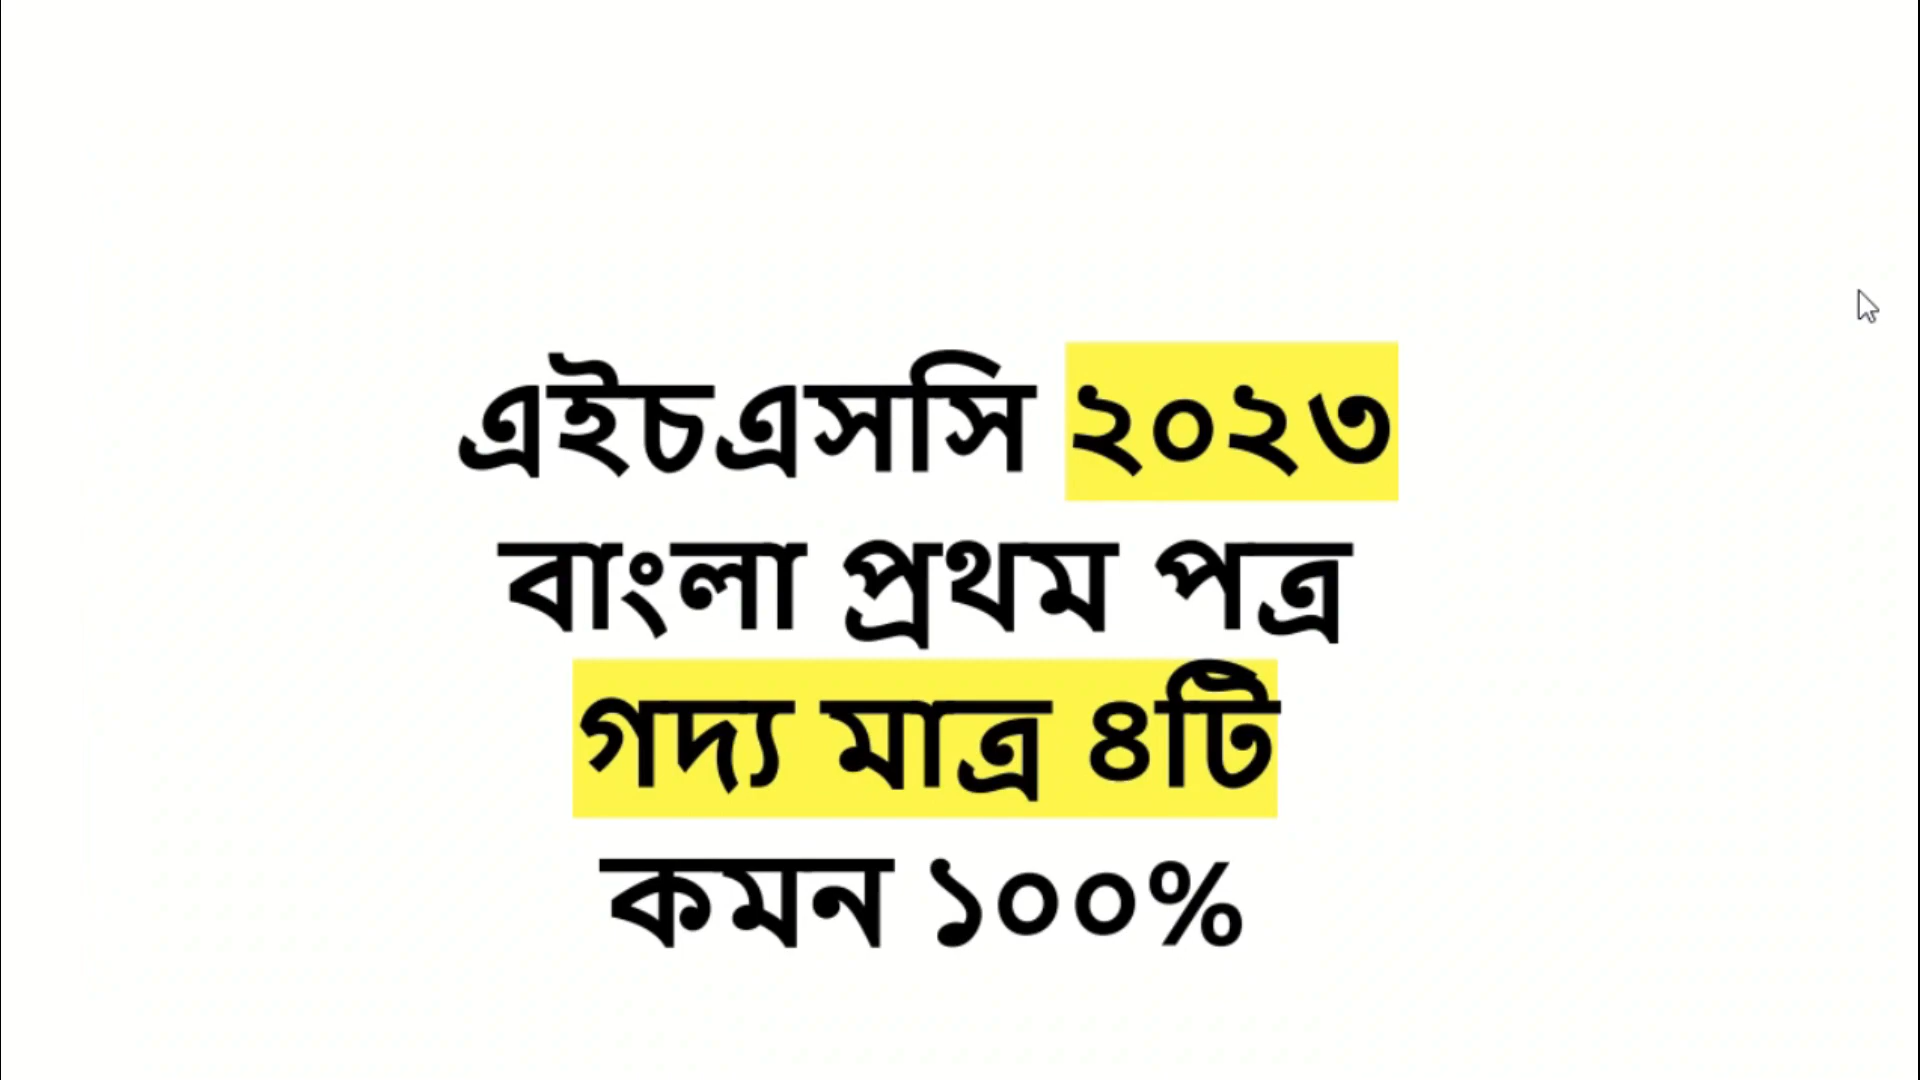 এইচএসসি ২০২৩
বাংলা প্রথম পত্র
গদ্য মাত্র ৪টি
কমন ১০০%